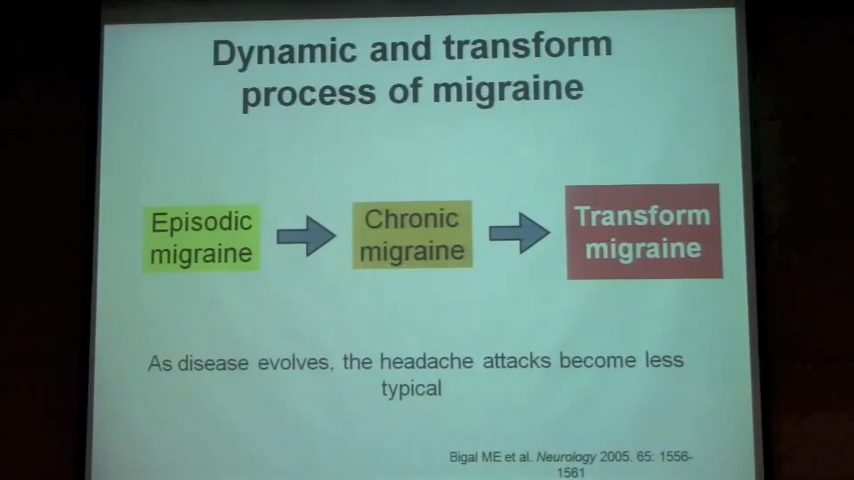 Dynamic and transform
process of migraine
Episodic
migraine
Chronic
migraine
Transform
migraine
As disease evolves, the headache attacks become less
typical
Bigal ME et al. Neurology 2005. 65: 1556-
1561